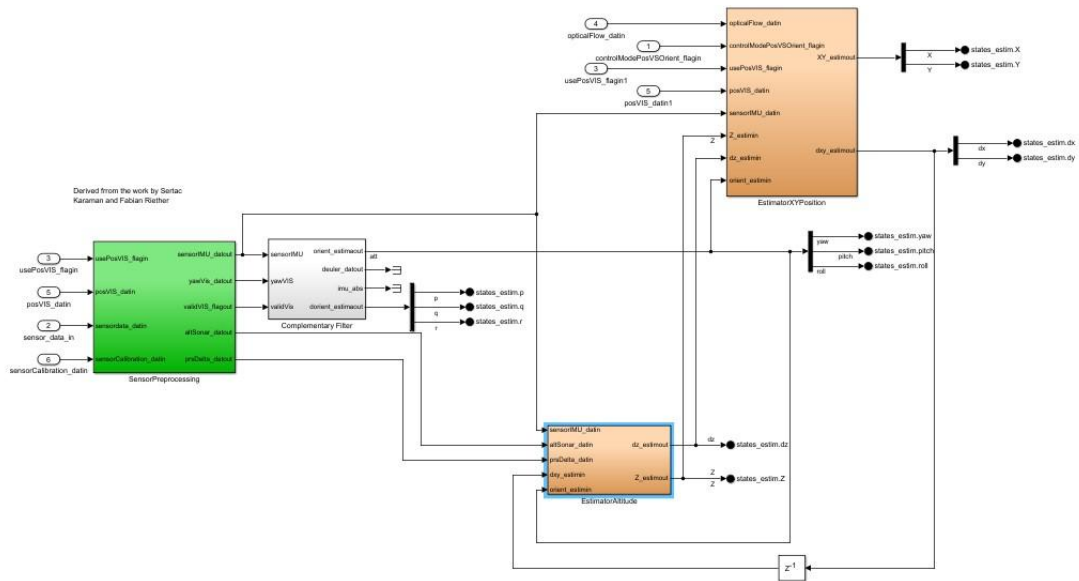 4
opticalFlow_datin
1
controlModePosVSOrient_flagin
3
usePosVIS_flagin1
5
posVIS_datin1
opticalFlow_datin
controlModePosVSOrient_flagin
usePosVIS_flagin
posVIS_datin
sensorIMU_datin
Z_estimin
dz_estimin
orient_estimin
XY_estimout
dxy_estimout
EstimatorXYPosition
Z
X
Y
states_estim.X
states_estim.Y
dx
dy
states_estim.dx
states_estim.dy
Derived frrom the work by Sertac
Karaman and Fabian Riether
3
usePosVIS_flagin
5
posVIS_datin
2
sensor_data_in
6
sensorCalibration_datin
usePosVIS_flagin
posVIS_datin
sensordata_datin
sensorCalibration_datin
sensorIMU_datout
yawVis_datout
validVIS_flagout
altSonar_datout
prsDelta_datout
SensorPreprocessing
sensorIMU
yawVIS
validVis
orient_estimaout
deuler_datout
imu_abs
dorient_estimaout
Complementary Filter
att
p
q
r
states_estim.p
states_estim.q
states_estim.r
yaw
pitch
roll
states_estim.yaw
states_estim.pitch
states_estim.roll
sensorIMU_datin
altSonar_datin
prsDelta_datin
dxy_estimin
orient_estimin
dz_estimout
Z_estimout
EstimatorAltitude
dz
states_estim.dz
Z
Z
states_estim.Z
Z-1